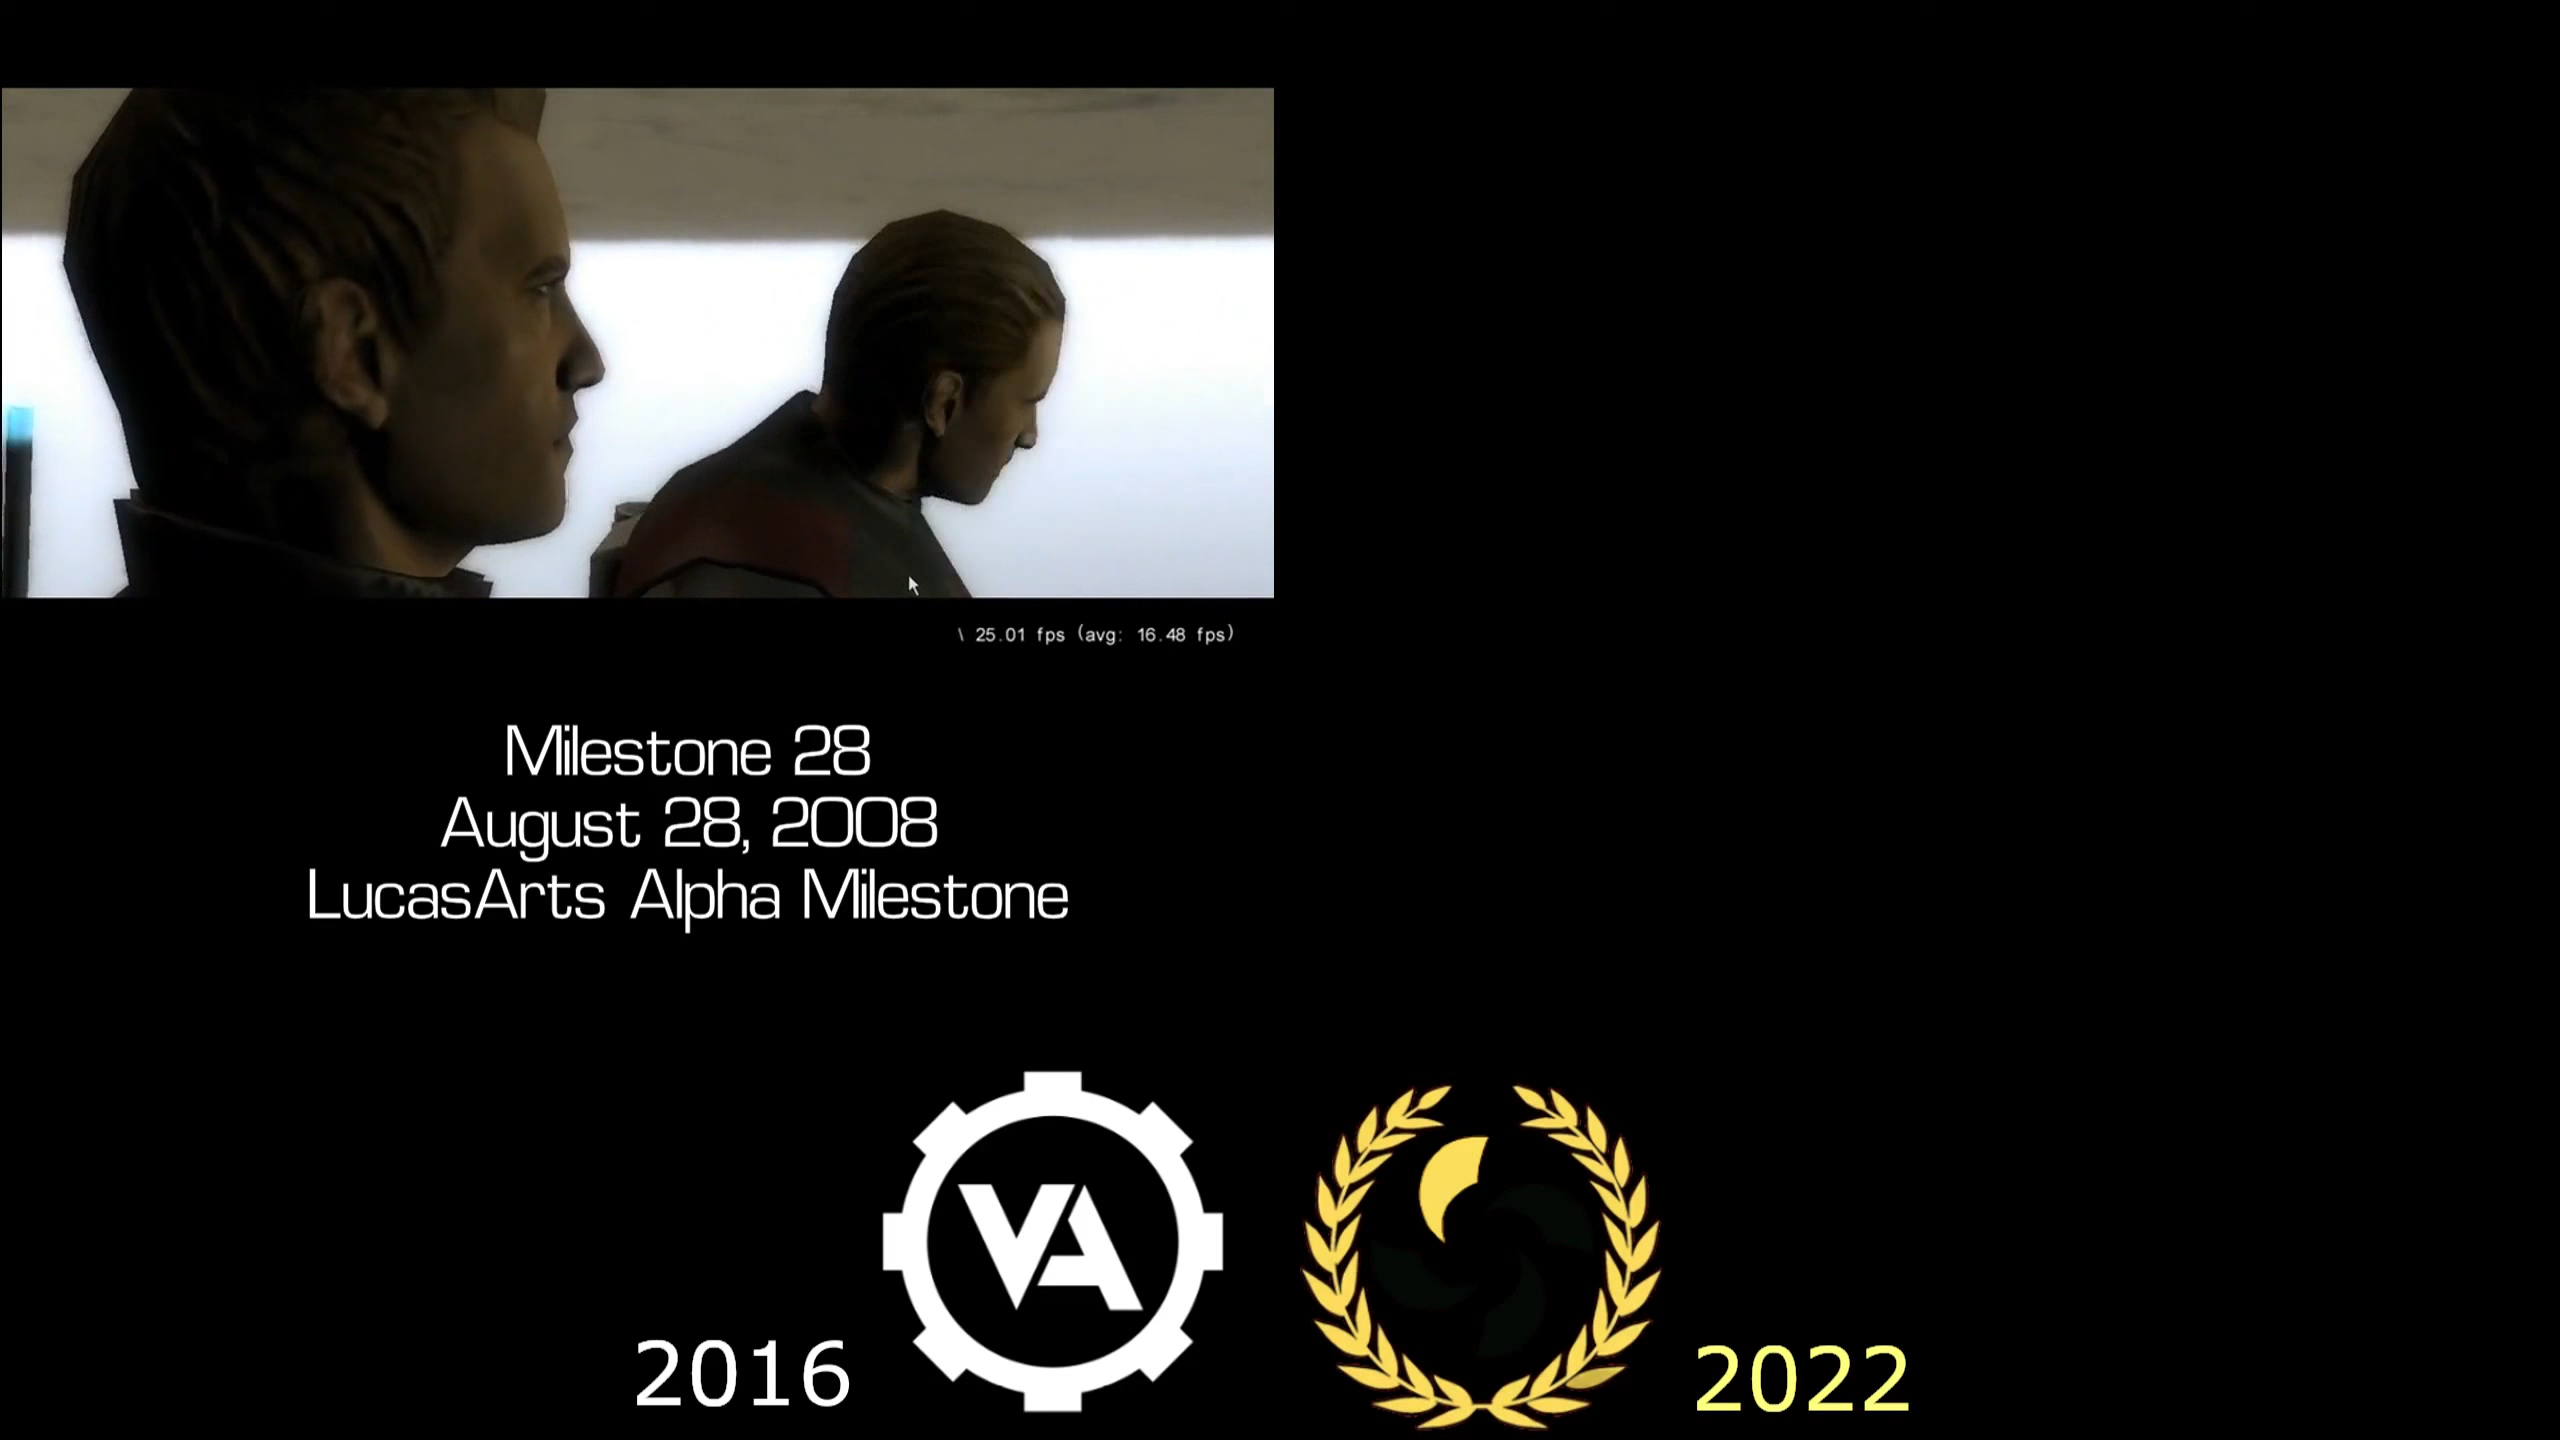 \ 25.01 fps (avg: 16.48 fps)
Milestone 28
August 28, 2008
LucasArts Alpha Milestone
VA
2016
2022